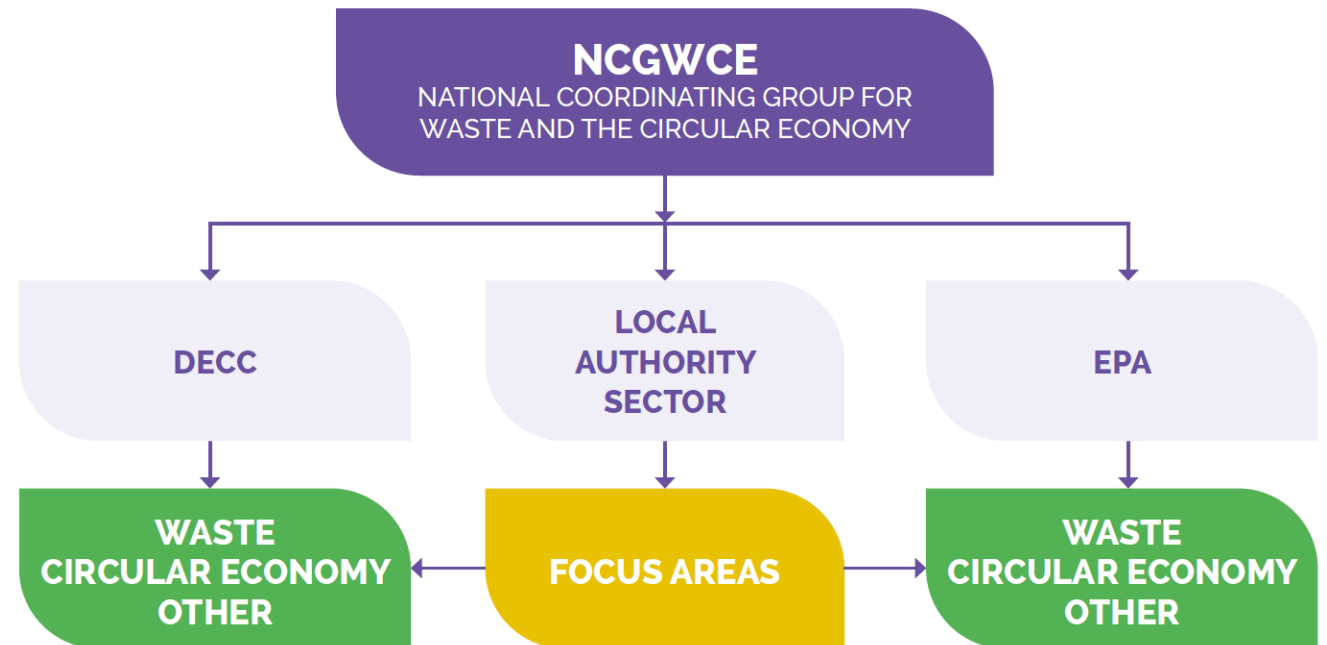 NCGWCE
NATIONAL COORDINATING GROUP FOR
WASTE AND THE CIRCULAR ECONOMY
DECC
LOCAL
AUTHORITY
SECTOR
EPA
WASTE
CIRCULAR ECONOMY
OTHER
FOCUS AREAS
WASTE
CIRCULAR ECONOMY
OTHER